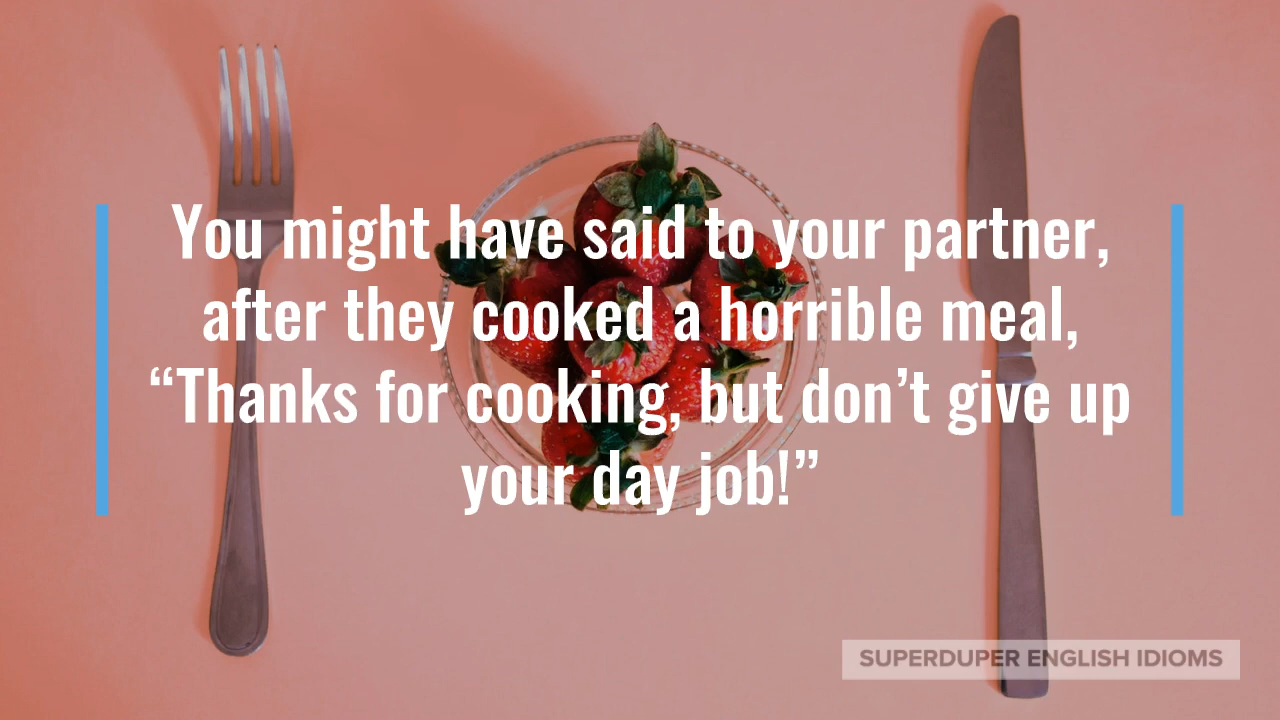 You might have said to your partner,
after they cooked a horrible meal,
“Thanks for cooking, but don’t give up
your day job!”
SUPERDUPER ENGLISH IDIOMS